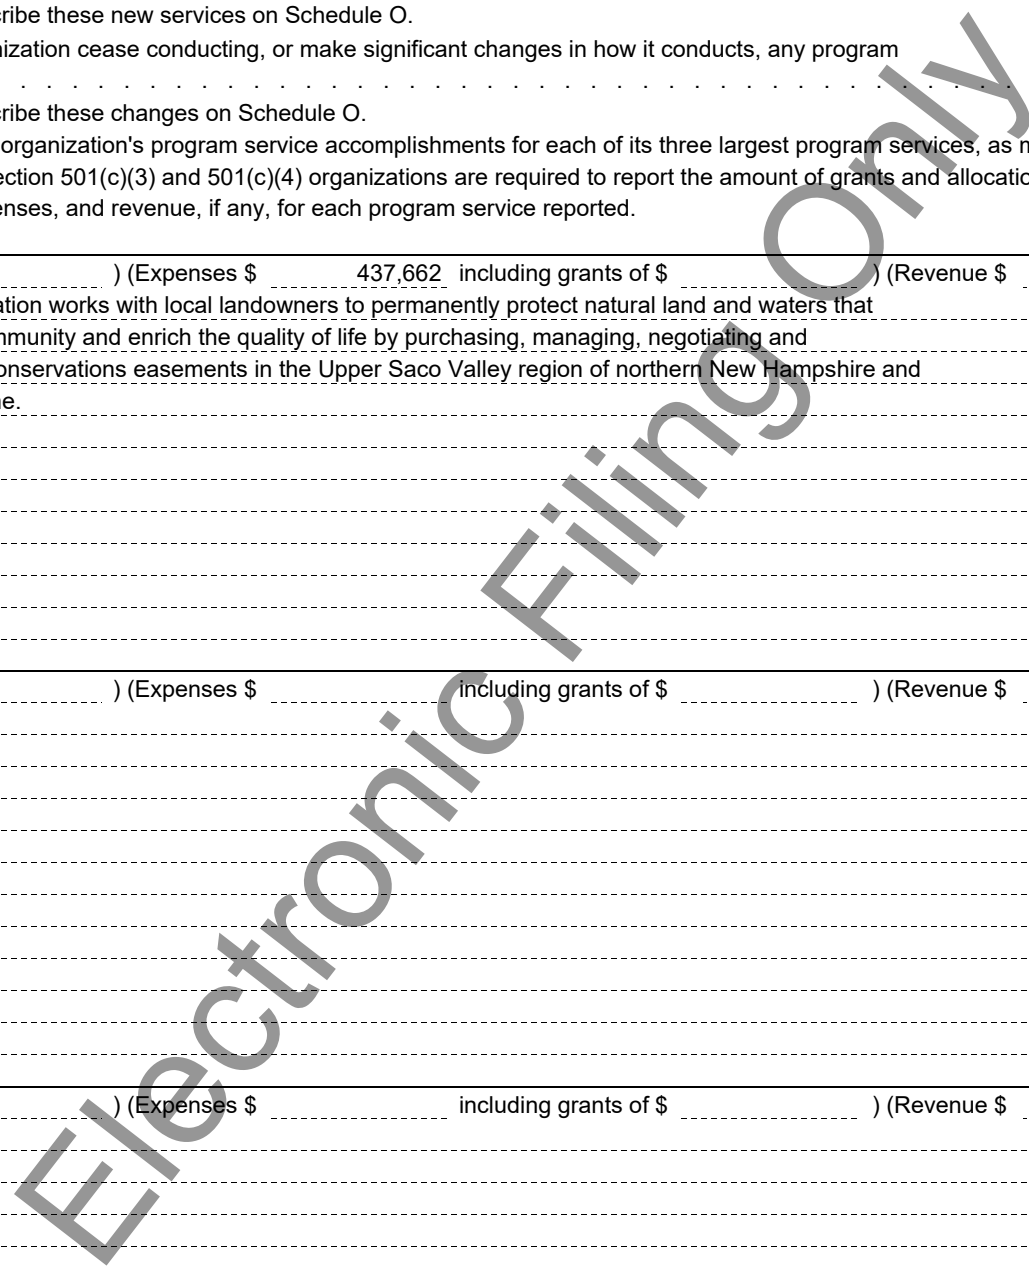 cribe these new services on Schedule O.
nization cease conducting, or make significant changes in how it conducts, any program
. . . . . . . . . . . . . . . . . . . . . . . . . . . . . . . . . . . . . . .
cribe these changes on Schedule O.
organization's program service accomplishments for each of its three largest program services, as m
ection 501(c)(3) and 501(c)(4) organizations are required to report the amount of grants and allocatio
enses, and revenue, if any, for each program service reported.
) (Expenses $ 437,662 including grants of $ ) (Revenue $
ation works with local landowners to permanently protect natural land and waters that
mmunity and enrich the quality of life by purchasing, managing, negotiating and
onservations easements in the Upper Saco Valley region of northern New Hampshire and
ne.
) (Expenses $ including grants of $ ) (Revenue $
) (Expenses $ including grants of $ ) (Revenue $
Electronic Filing Only